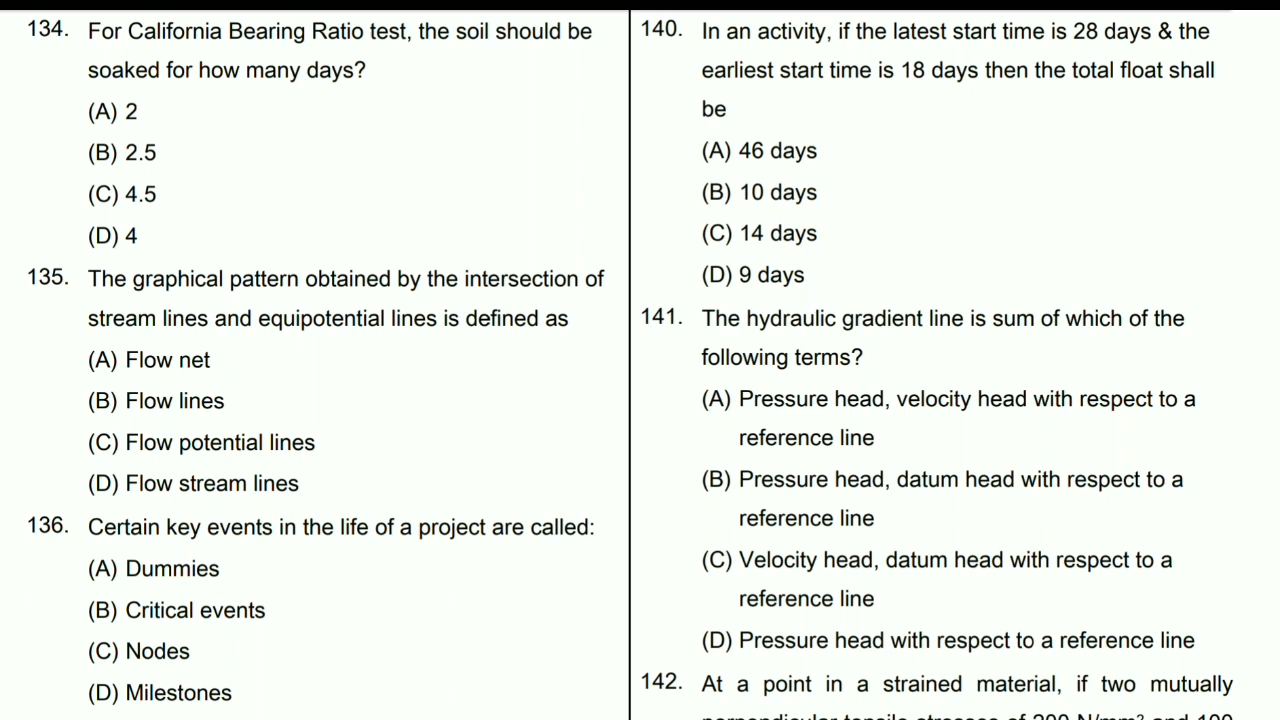 134. For California Bearing Ratio test, the soil should be
soaked for how many days?
(A) 2
(B) 2.5
(C) 4.5
(D) 4
135. The graphical pattern obtained by the intersection of
stream lines and equipotential lines is defined as
(A) Flow net
(B) Flow lines
(C) Flow potential lines
(D) Flow stream lines
136. Certain key events in the life of a project are called:
(A) Dummies
(B) Critical events
(C) Nodes
(D) Milestones
140. In an activity, if the latest start time is 28 days & the
earliest start time is 18 days then the total float shall
be
(A) 46 days
(B) 10 days
(C) 14 days
(D) 9 days
141. The hydraulic gradient line is sum of which of the
following terms?
(A) Pressure head, velocity head with respect to a
reference line
(B) Pressure head, datum head with respect to a
reference line
(C) Velocity head, datum head with respect to a
reference line
(D) Pressure head with respect to a reference line
142. At a point in a strained material, if two mutually